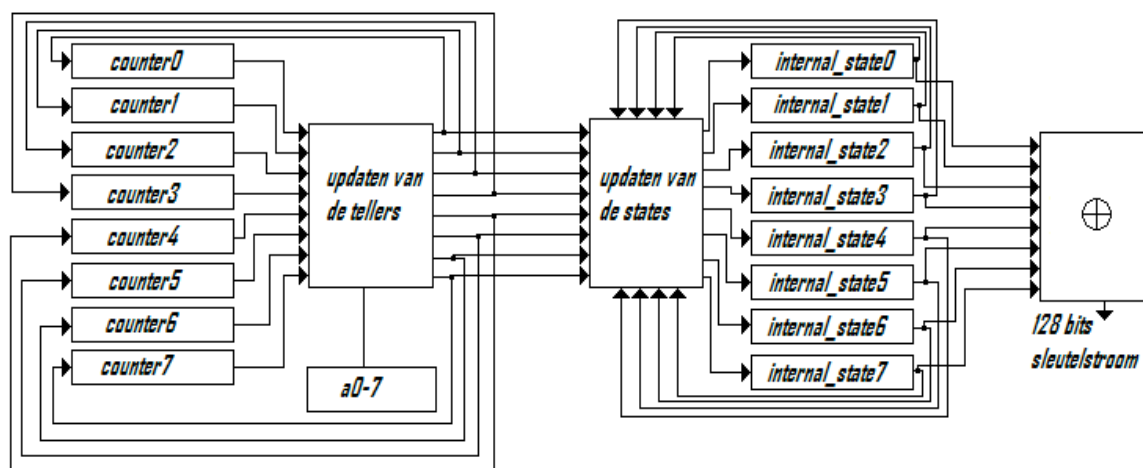 counter0
counter1
counter2
counter3
counter4
counter5
counter6
counter7
updaten van
de tellers
a0-7
updaten van
de states
internal_state0
internal_state1
internal_state2
internal_state3
internal_state4
internal_state5
internal_state6
internal_state7
128 bits
sleutelstroom